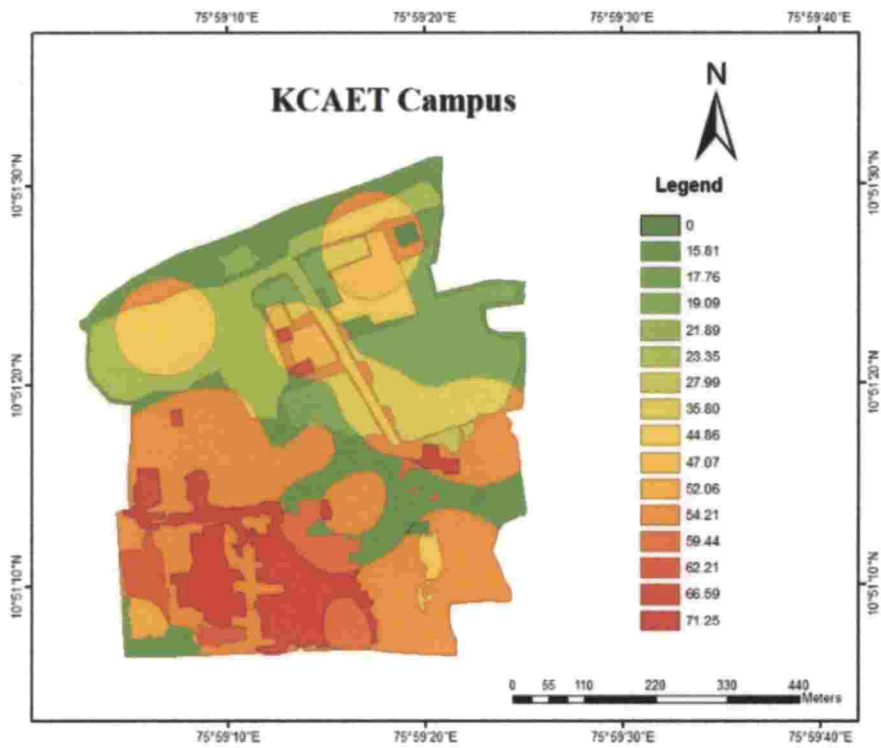 75°59'10"E 75°59'20"E 75°59'30"E 75°59'40"E
KCAET Campus
N
10°51'30"N 10°51'30"N
Legend
0
15.81
17.76
19.09
21.89
23.35
27.99
35.80
44.86
47.07
52.06
54.21
59.44
62.21
66.59
71.25
10°51'20"N 10°51'20"N
10°51'0"N 10°51'0"N
0 55 110 220 330 440
Meters
75°59'10"E 75°59'20"E 75°59'30"E 75°59'40"E